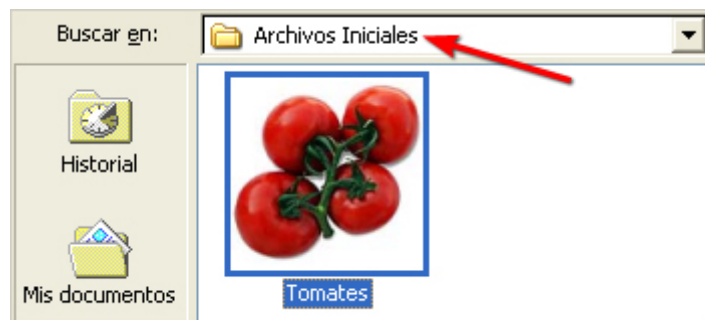 Buscar en:
Archivos Iniciales
Historial
Mis documentos
Tomates